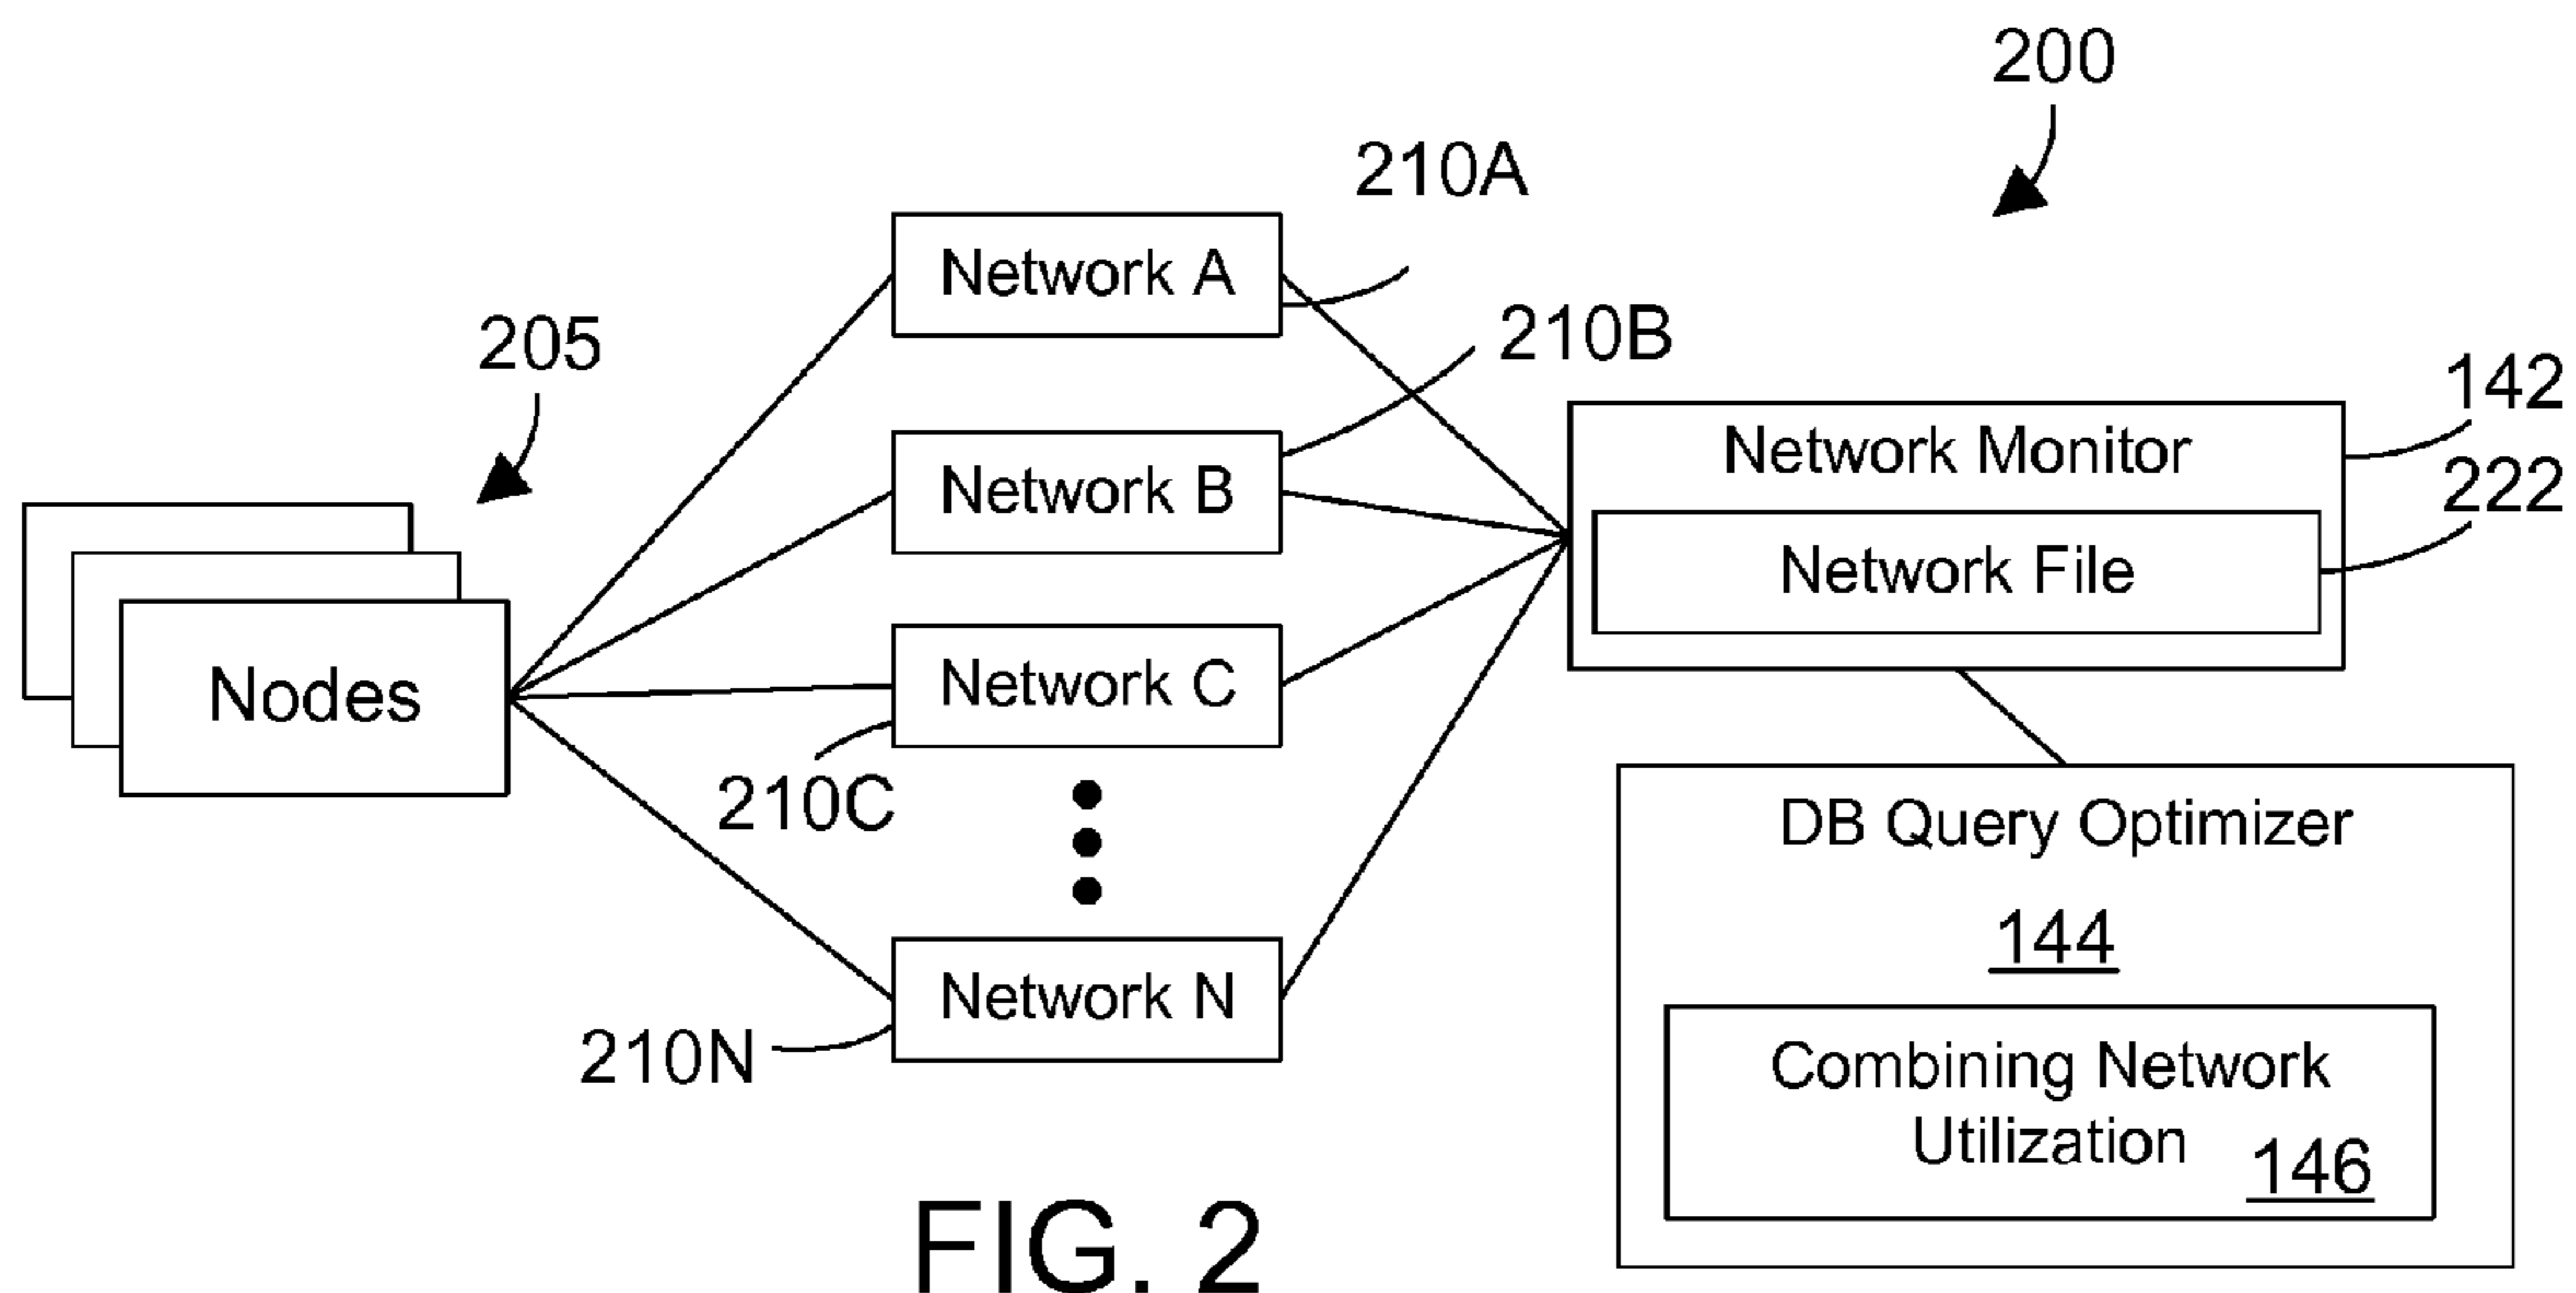 200
210A
Network A
210B
205
142
Network Monitor
222
Network B
Network File
Network C
Nodes
210C
DB Query Optimizer
144
Network N
210N
Combining Network
Utilization 146
FIG. 2